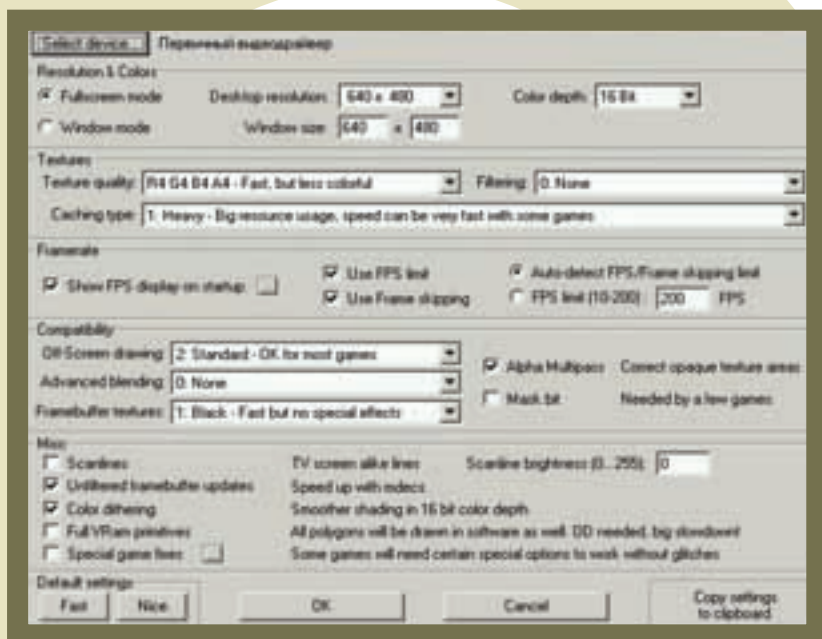 Select device... Первичный видеодрайвер
Resolution & Colors
Fullscreen mode Desktop resolution: 640 x 480 Color depth: 16 Bit
Window mode Window size: 640 x 480
Textures
Texture quality: R4 G4 B4 A4 - Fast, but less colorful Filtering: 0: None
Caching type: 1: Heavy - Big resource usage, speed can be very fast with some games
Framerate
Show FPS display on startup Use FPS limit Auto-detect FPS/Frame skipping limit
Use Frame skipping FPS limit (10-200) 200 FPS
Compatibility
Off-Screen drawing: 2: Standard - OK for most games
Alpha Multipass Correct opaque texture areas
Advanced blending: 0: None
Mask bit Needed by a few games
Framebuffer textures: 1: Black - Fast but no special effects
Misc
Scanlines TV screen alike lines Scanline brightness (0...255): 0
Unfiltered framebuffer updates Speed up with mdecs
Color dithering Smoother shading in 16 bit color depth
Full VRam primitives All polygons will be drawn in software as well. DD needed, big slowdown!
Special game fixes Some games will need certain special options to work without glitches
Default settings
Fast Nice OK Cancel Copy settings
to clipboard